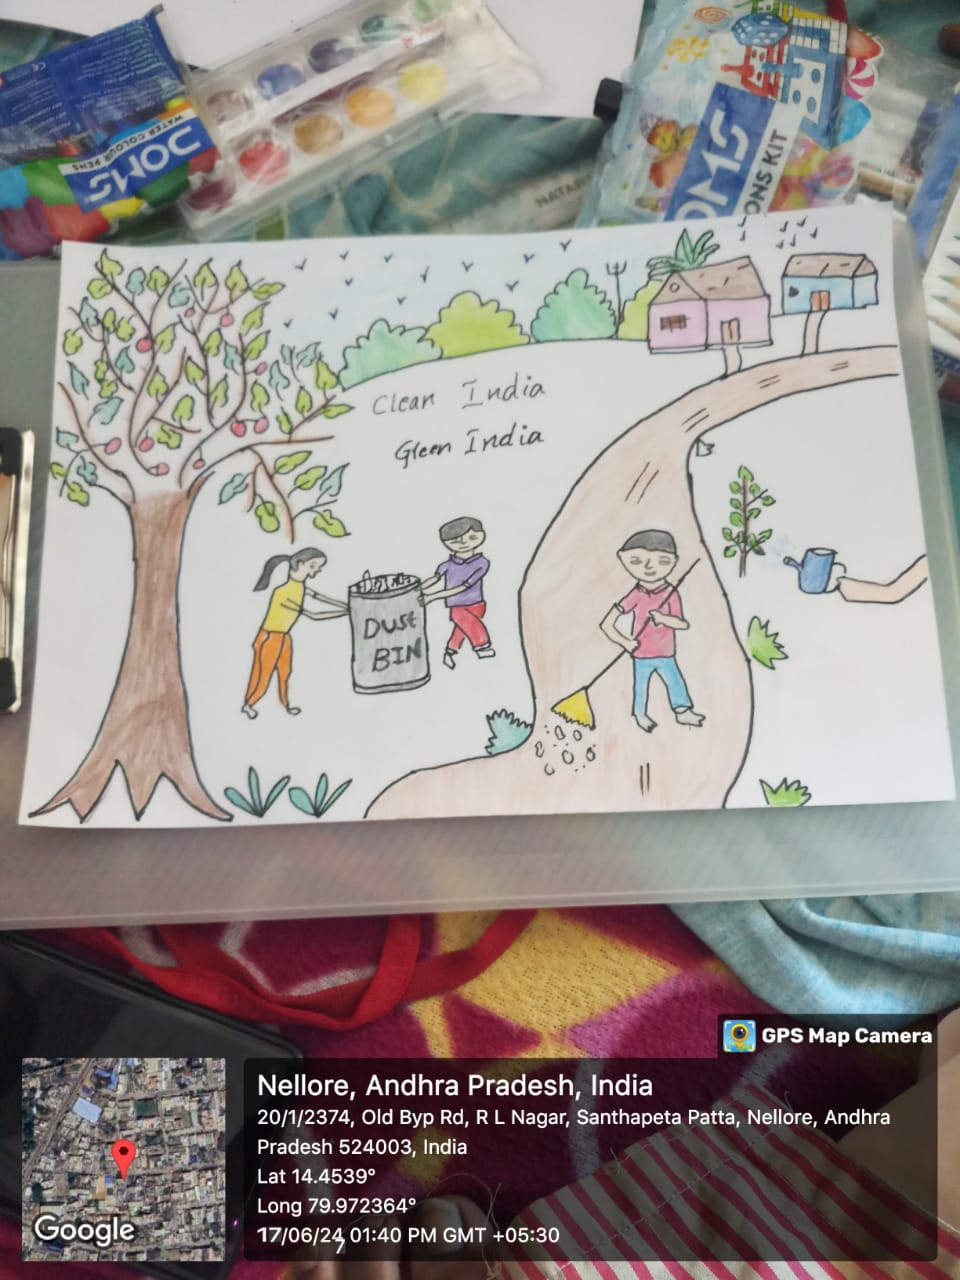 DOMS
WATER COLOUR PENS
DOMS
ONS KIT
NATAR
Clean India
Green India
DUST
BIN
GPS Map Camera
Nellore, Andhra Pradesh, India
20/1/2374, Old Byp Rd, R L Nagar, Santhapeta Patta, Nellore, Andhra
Pradesh 524003, India
Lat 14.4539°
Long 79.972364°
17/06/24 01:40 PM GMT +05:30
Google